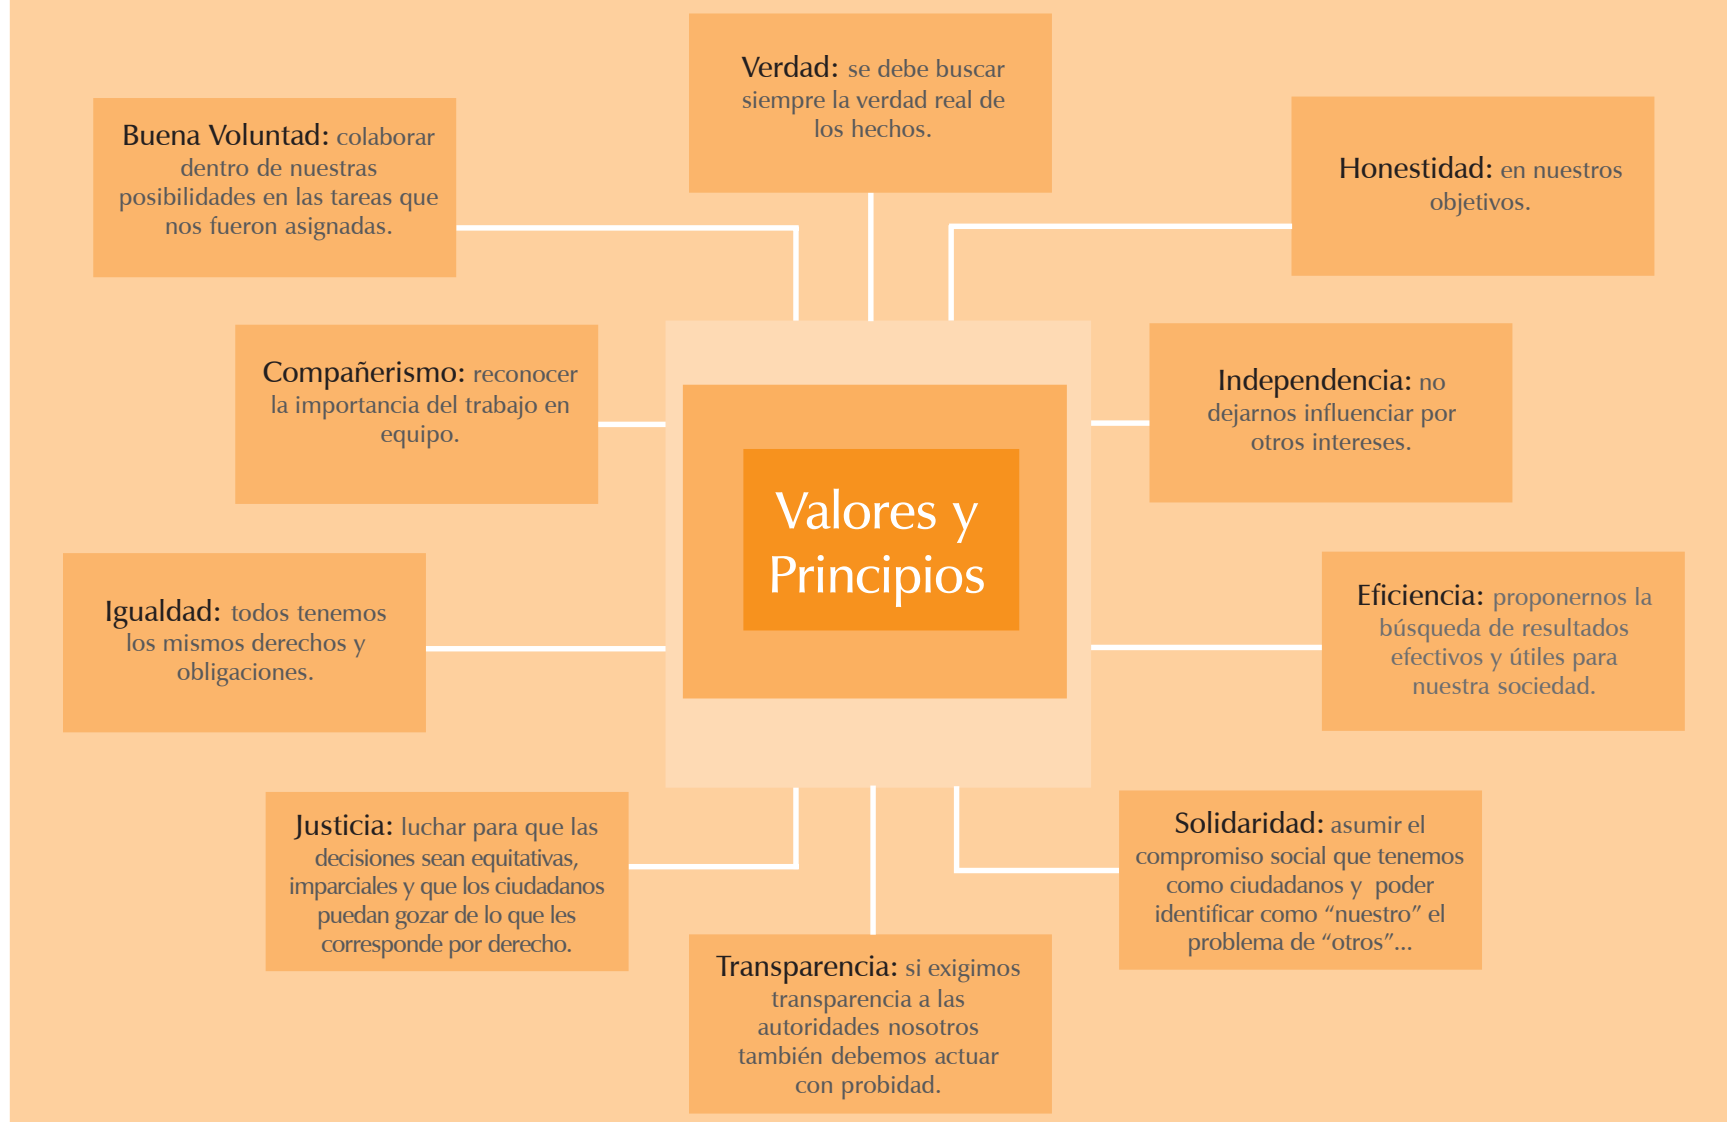 Verdad: se debe buscar
siempre la verdad real de
los hechos.
Buena Voluntad: colaborar
dentro de nuestras
posibilidades en las tareas que
nos fueron asignadas.
Honestidad: en nuestros
objetivos.
Compañerismo: reconocer
la importancia del trabajo en
equipo.
Independencia: no
dejarnos influenciar por
otros intereses.
Valores y
Principios
Igualdad: todos tenemos
los mismos derechos y
obligaciones.
Eficiencia: proponernos la
búsqueda de resultados
efectivos y útiles para
nuestra sociedad.
Justicia: luchar para que las
decisiones sean equitativas,
imparciales y que los ciudadanos
puedan gozar de lo que les
corresponde por derecho.
Solidaridad: asumir el
compromiso social que tenemos
como ciudadanos y poder
identificar como “nuestro” el
problema de “otros”...
Transparencia: si exigimos
transparencia a las
autoridades nosotros
también debemos actuar
con probidad.